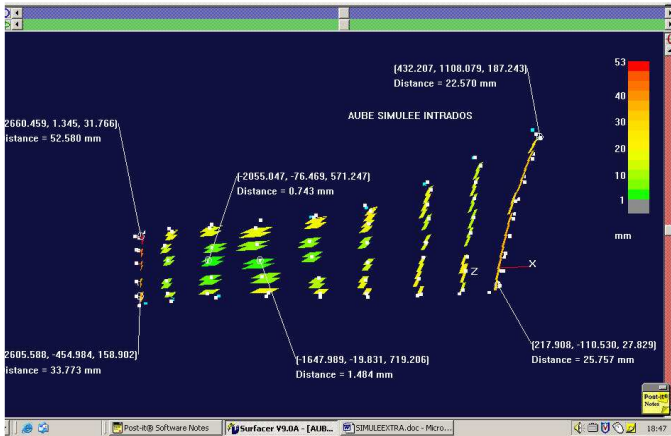 (432.207, 1108.079, 187.243)
Distance = 22.570 mm
53
40
30
20
10
1
mm
AUBE SIMULEE INTRADOS
2660.459, 1.345, 31.766)
istance = 52.580 mm
(-2055.047, -76.469, 571.247)
Distance = 0.743 mm
Z
X
2605.588, -454.984, 158.902)
istance = 33.773 mm
(-1647.989, -19.831, 719.206)
Distance = 1.484 mm
(217.908, -110.530, 27.829)
Distance = 25.757 mm
Post-it®
Notes
Post-it® Software Notes
Surfacer V9.0A - [AUB...
SIMULEEXTRA.doc - Micro...
18:47